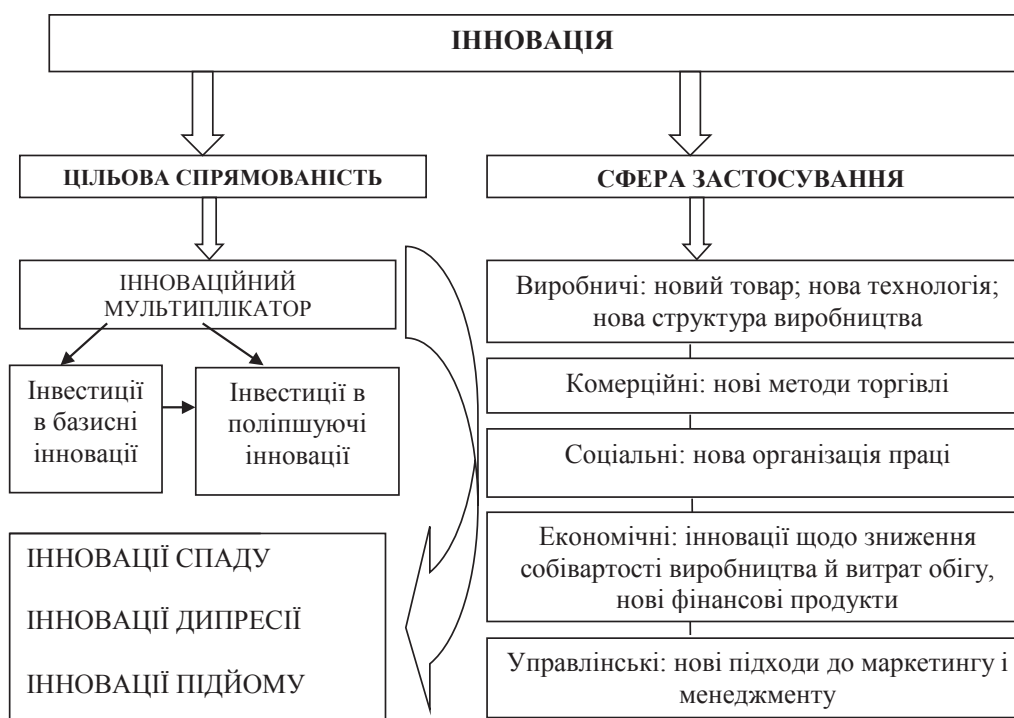 ІННОВАЦІЯ
ЦІЛЬОВА СПРЯМОВАНІСТЬ
ІННОВАЦІЙНИЙ
МУЛЬТИПЛІКАТОР
Інвестиції
в базисні
інновації
Інвестиції в
поліпшуючі
інновації
ІННОВАЦІЇ СПАДУ
ІННОВАЦІЇ ДИПРЕСІЇ
ІННОВАЦІЇ ПІДЙОМУ
СФЕРА ЗАСТОСУВАННЯ
Виробничі: новий товар; нова технологія;
нова структура виробництва
Комерційні: нові методи торгівлі
Соціальні: нова організація праці
Економічні: інновації щодо зниження
собівартості виробництва й витрат обігу,
нові фінансові продукти
Управлінські: нові підходи до маркетингу і
менеджменту